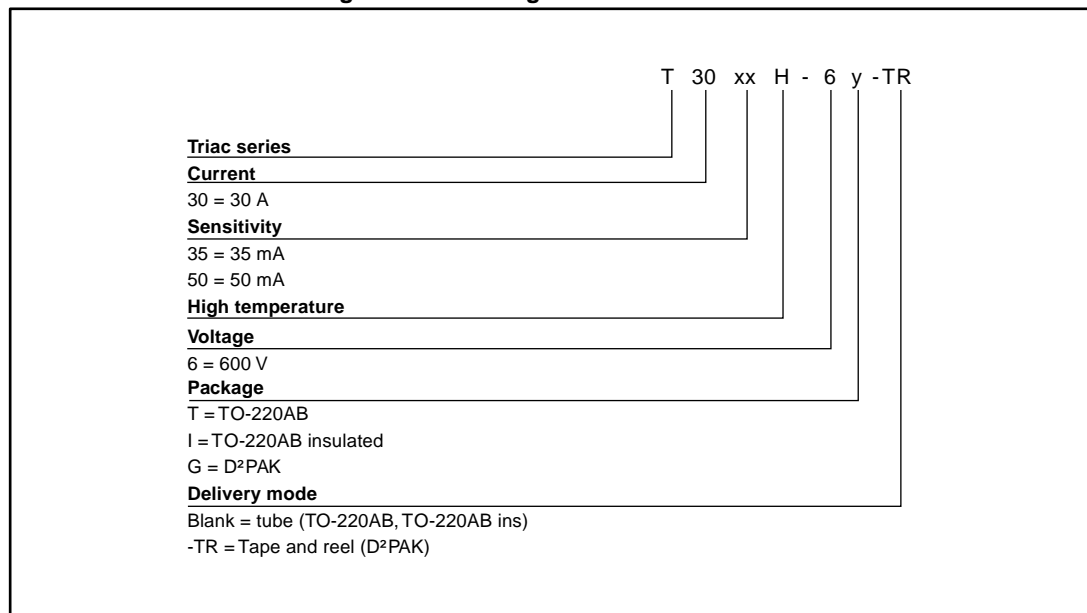 T 30 xx H - 6 y -TR
Triac series
Current
30 = 30 A
Sensitivity
35 = 35 mA
50 = 50 mA
High temperature
Voltage
6 = 600 V
Package
T = TO-220AB
I = TO-220AB insulated
G = D²PAK
Delivery mode
Blank = tube (TO-220AB, TO-220AB ins)
-TR = Tape and reel (D²PAK)